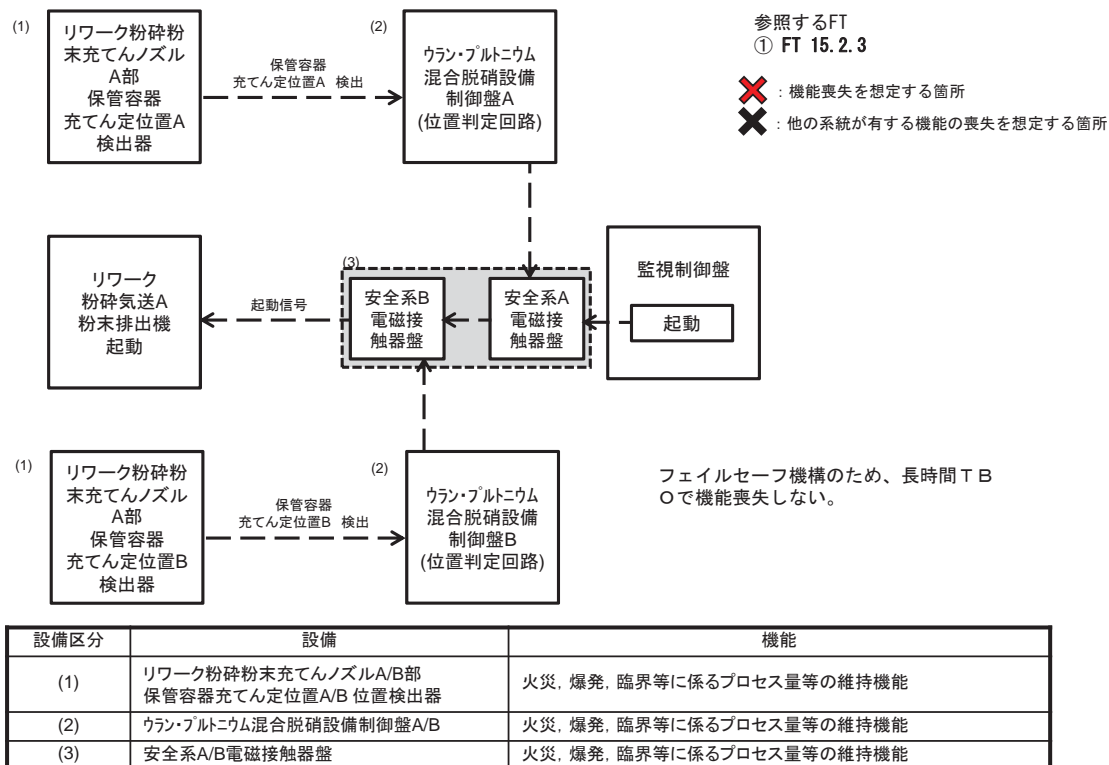 (1)
リワーク粉砕粉
末充てんノズル
A部
保管容器
充てん定位置A
検出器
保管容器
充てん定位置A 検出
(2)
ウラン・プルトニウム
混合脱硝設備
制御盤A
(位置判定回路)
参照するFT
① FT 15.2.3
：機能喪失を想定する箇所
：他の系統が有する機能の喪失を想定する箇所
リワーク
粉砕気送A
粉末排出機
起動
起動信号
(3)
安全系B
電磁接
触器盤
安全系A
電磁接
触器盤
監視制御盤
起動
(1)
リワーク粉砕粉
末充てんノズル
A部
保管容器
充てん定位置B
検出器
保管容器
充てん定位置B 検出
(2)
ウラン・プルトニウム
混合脱硝設備
制御盤B
(位置判定回路)
フェイルセーフ機構のため、長時間ＴＢ
Ｏで機能喪失しない。
設備区分 設備 機能
(1) リワーク粉砕粉末充てんノズルA/B部
保管容器充てん定位置A/B 位置検出器 火災，爆発，臨界等に係るプロセス量等の維持機能
(2) ウラン・プルトニウム混合脱硝設備制御盤A/B 火災，爆発，臨界等に係るプロセス量等の維持機能
(3) 安全系A/B電磁接触器盤 火災，爆発，臨界等に係るプロセス量等の維持機能